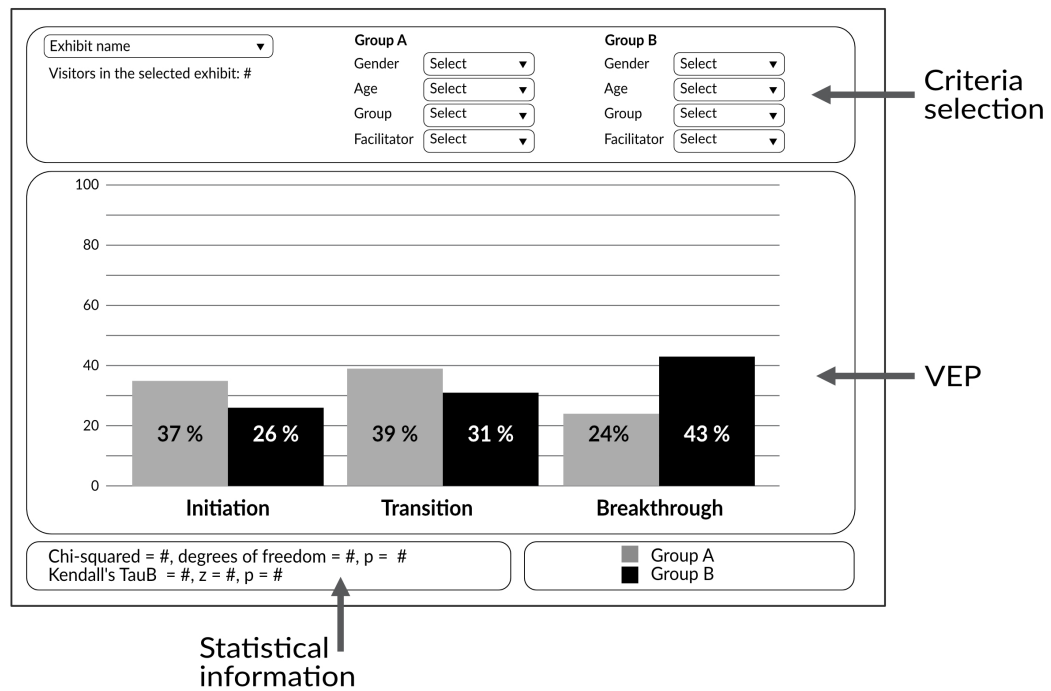 Exhibit name
Visitors in the selected exhibit: #
Group A
Gender Select
Age Select
Group Select
Facilitator Select
Group B
Gender Select
Age Select
Group Select
Facilitator Select
Criteria
selection
100
80
60
40
20
0
37 % 26 % 39 % 31 % 24% 43 %
Initiation Transition Breakthrough
VEP
Chi-squared = #, degrees of freedom = #, p = #
Kendall's TauB = #, z = #, p = #
Group A
Group B
Statistical
information